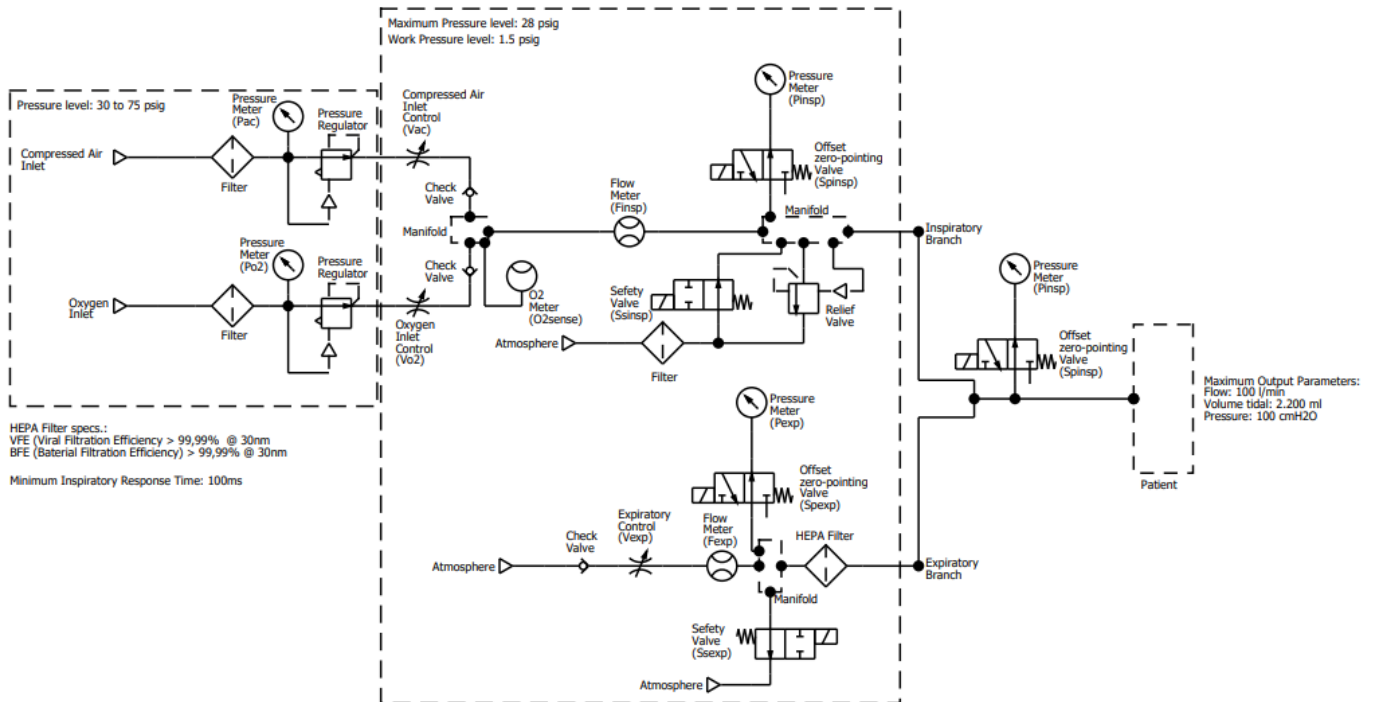 Maximum Pressure level: 28 psig
Work Pressure level: 1.5 psig
Pressure level: 30 to 75 psig
Pressure
Meter
(Pac)
Pressure
Regulator
Compressed Air
Inlet
Filter
Compressed Air
Inlet
Control
(Vac)
Check
Valve
Manifold
Pressure
Meter
(Po2)
Pressure
Regulator
Oxygen
Inlet
Filter
Check
Valve
Oxygen
Inlet
Control
(Vo2)
O2
Meter
(O2sense)
Flow
Meter
(Finsp)
Pressure
Meter
(Pinsp)
Offset
zero-pointing
Valve
(Spinsp)
Manifold
Sefety
Valve
(Ssinsp)
Relief
Valve
Atmosphere
Filter
Inspiratory
Branch
Pressure
Meter
(Pinsp)
Offset
zero-pointing
Valve
(Spinsp)
Patient
Maximum Output Parameters:
Flow: 100 l/min
Volume tidal: 2.200 ml
Pressure: 100 cmH2O
HEPA Filter specs.:
VFE (Viral Filtration Efficiency > 99,99% @ 30nm
BFE (Baterial Filtration Efficiency) > 99,99% @ 30nm
Minimum Inspiratory Response Time: 100ms
Pressure
Meter
(Pexp)
Offset
zero-pointing
Valve
(Spexp)
Atmosphere
Check
Valve
Expiratory
Control
(Vexp)
Flow
Meter
(Fexp)
HEPA Filter
Expiratory
Branch
Manifold
Sefety
Valve
(Ssexp)
Atmosphere